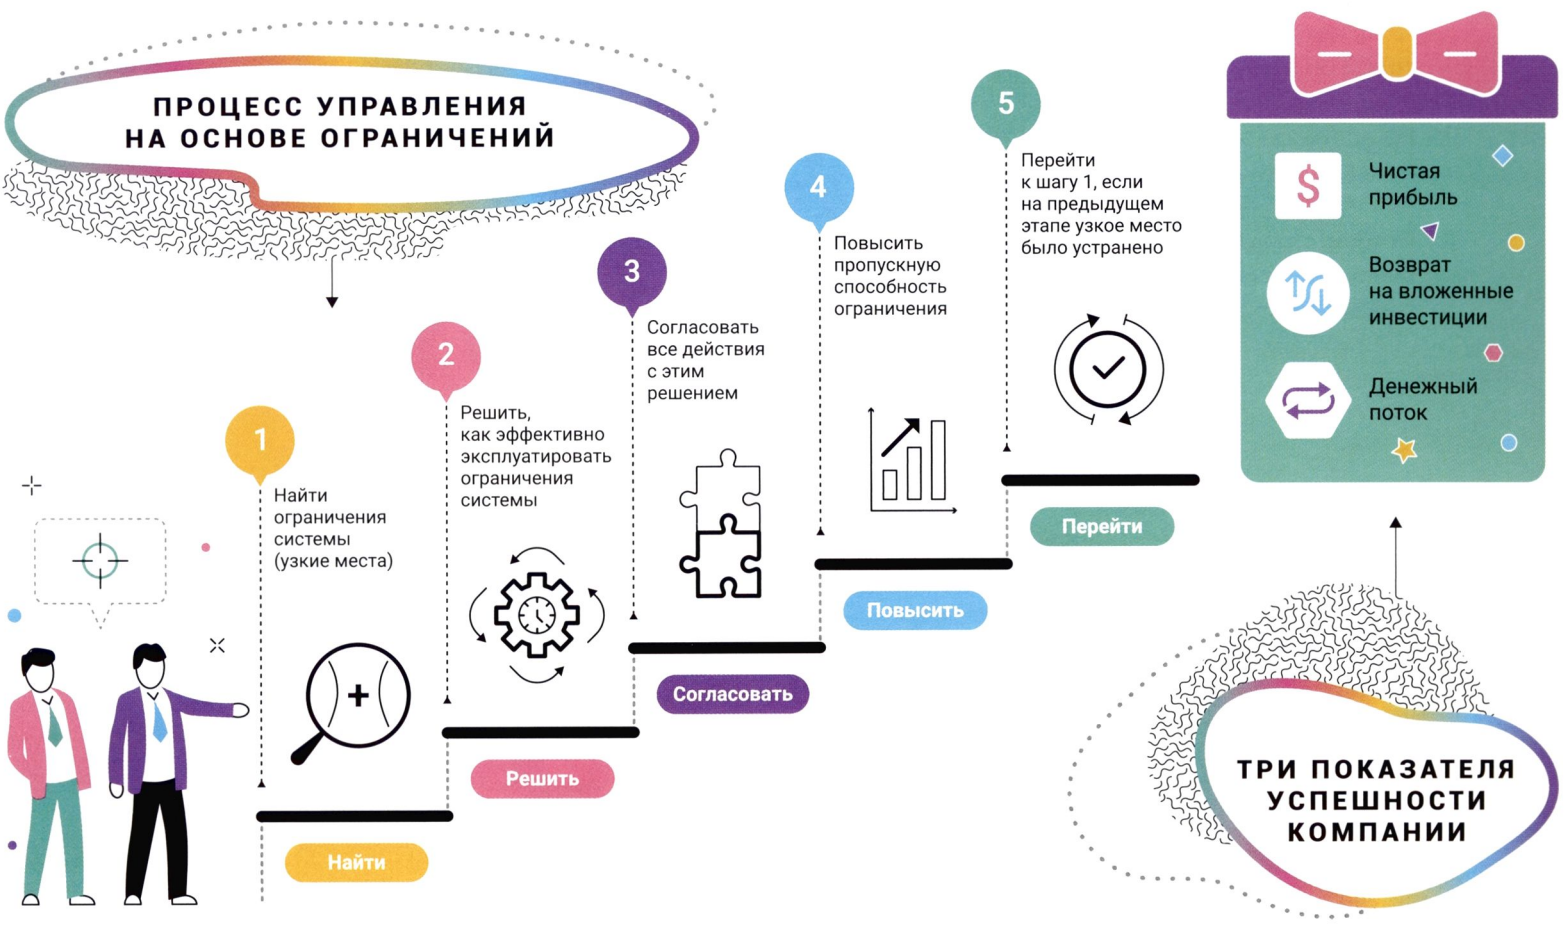 ПРОЦЕСС УПРАВЛЕНИЯ
НА ОСНОВЕ ОГРАНИЧЕНИЙ
1
Найти
ограничения
системы
(узкие места)
Найти
2
Решить,
как эффективно
эксплуатировать
ограничения
системы
Решить
3
Согласовать
все действия
с этим
решением
Согласовать
4
Повысить
пропускную
способность
ограничения
Повысить
5
Перейти
к шагу 1, если
на предыдущем
этапе узкое место
было устранено
Перейти
$
Чистая
прибыль
Возврат
на вложенные
инвестиции
Денежный
поток
ТРИ ПОКАЗАТЕЛЯ
УСПЕШНОСТИ
КОМПАНИИ